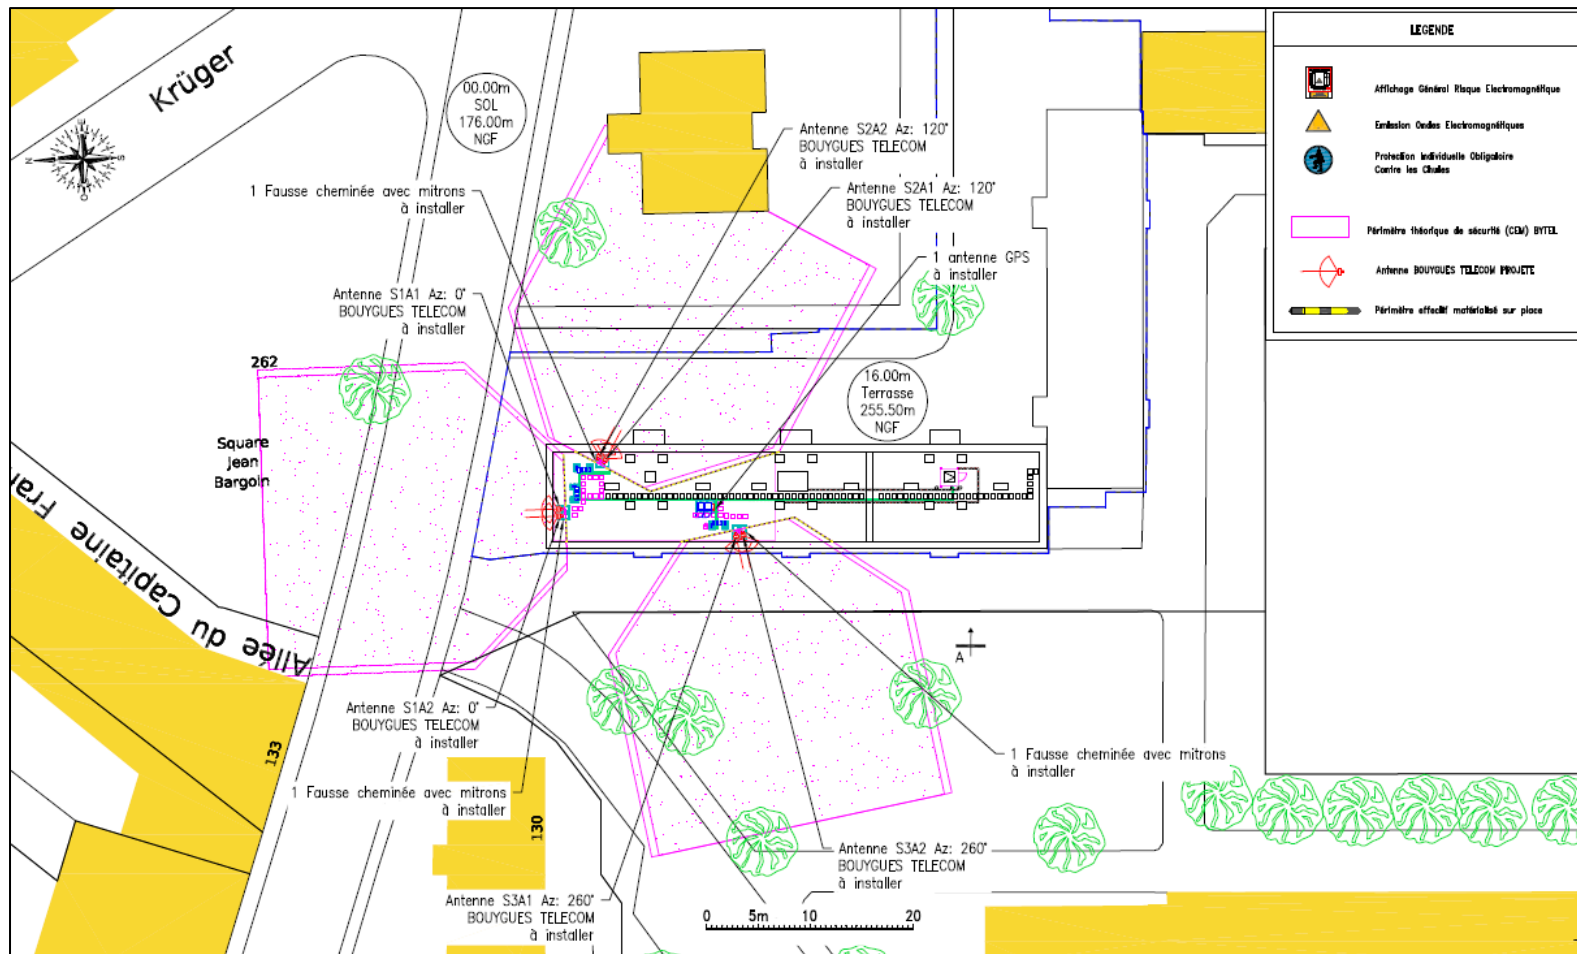 Krüger
00.00m
SOL
176.00m
NGF
Antenne S2A2 Az: 120°
BOUYGUES TELECOM
à installer
1 Fausse cheminée avec mitrons
à installer
Antenne S2A1 Az: 120°
BOUYGUES TELECOM
à installer
1 antenne GPS
à installer
Antenne S1A1 Az: 0°
BOUYGUES TELECOM
à installer
262
16.00m
Terrasse
255.50m
NGF
Square
Jean
Bargoin
Allée du Capitaine Fran
A
Antenne S1A2 Az: 0°
BOUYGUES TELECOM
à installer
133
1 Fausse cheminée avec mitrons
à installer
130
1 Fausse cheminée avec mitrons
à installer
Antenne S3A2 Az: 260°
BOUYGUES TELECOM
à installer
Antenne S3A1 Az: 260°
BOUYGUES TELECOM
à installer
0 5m 10 20
LEGENDE
Affichage Général Risque Electromagnétique
Emission Ondes Electromagnétiques
Protection Individuelle Obligatoire
Contre les Chutes
Périmètre théorique de sécurité (CEM) BYTEL
Antenne BOUYGUES TELECOM PROJETE
Périmètre effectif matérialisé sur place
N
E
S
O